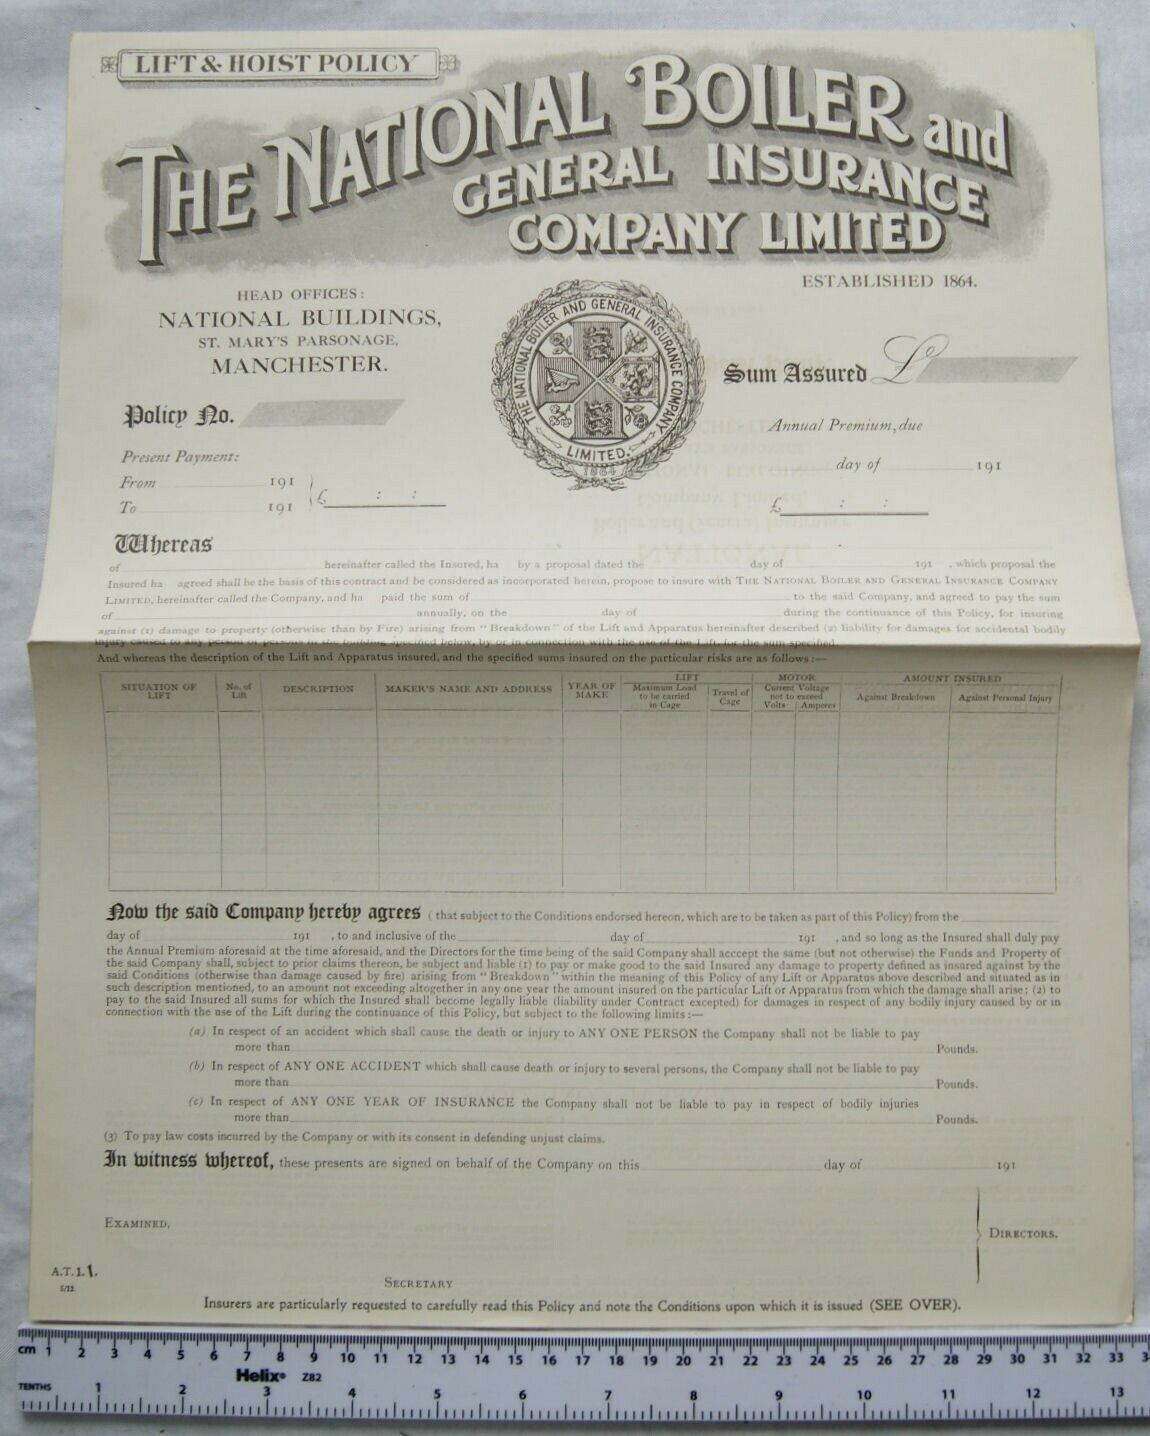 LIFT & HOIST POLICY
THE NATIONAL BOILER and
GENERAL INSURANCE
COMPANY LIMITED
ESTABLISHED 1864.
HEAD OFFICES:
NATIONAL BUILDINGS,
ST. MARY'S PARSONAGE,
MANCHESTER.
THE NATIONAL BOILER AND GENERAL INSURANCE COMPANY
LIMITED.
1864
Sum Assured £
Policy No.
Annual Premium, due
day of 191
£ : :
Present Payment:
From 191
To 191
£ : :
Whereas
of hereinafter called the Insured, ha by a proposal dated the day of 191 , which proposal the
Insured ha agreed shall be the basis of this contract and be considered as incorporated herein, propose to insure with THE NATIONAL BOILER AND GENERAL INSURANCE COMPANY
LIMITED, hereinafter called the Company, and ha paid the sum of to the said Company, and agreed to pay the sum
of annually, on the day of during the continuance of this Policy, for insuring
against (1) damage to property (otherwise than by Fire) arising from "Breakdown" of the Lift and Apparatus hereinafter described (2) liability for damages for accidental bodily
injury caused to any person or persons in the building specified below, by or in connection with the use of the Lift, for the sum specified.
And whereas the description of the Lift and Apparatus insured, and the specified sums insured on the particular risks are as follows:—
SITUATION OF LIFT
No. of Lift
DESCRIPTION
MAKER'S NAME AND ADDRESS
YEAR OF MAKE
LIFT
Maximum Load to be carried in Cage
Travel of Cage
MOTOR
Current Voltage not to exceed
Volts Amperes
AMOUNT INSURED
Against Breakdown
Against Personal Injury
Now the said Company hereby agrees (that subject to the Conditions endorsed hereon, which are to be taken as part of this Policy) from the
day of 191 , to and inclusive of the day of 191 , and so long as the Insured shall duly pay
the Annual Premium aforesaid at the time aforesaid, and the Directors for the time being of the said Company shall acccept the same (but not otherwise) the Funds and Property of
the said Company shall, subject to prior claims thereon, be subject and liable (1) to pay or make good to the said Insured any damage to property defined as insured against by the
said Conditions (otherwise than damage caused by fire) arising from "Breakdown" within the meaning of this Policy of any Lift or Apparatus above described and situated as in
such description mentioned, to an amount not exceeding altogether in any one year the amount insured on the particular Lift or Apparatus from which the damage shall arise; (2) to
pay to the said Insured all sums for which the Insured shall become legally liable (liability under Contract excepted) for damages in respect of any bodily injury caused by or in
connection with the use of the Lift during the continuance of this Policy, but subject to the following limits:—
(a) In respect of an accident which shall cause the death or injury to ANY ONE PERSON the Company shall not be liable to pay
more than Pounds.
(b) In respect of ANY ONE ACCIDENT which shall cause death or injury to several persons, the Company shall not be liable to pay
more than Pounds.
(c) In respect of ANY ONE YEAR OF INSURANCE the Company shall not be liable to pay in respect of bodily injuries
more than Pounds.
(3) To pay law costs incurred by the Company or with its consent in defending unjust claims.
In witness whereof, these presents are signed on behalf of the Company on this day of 191
EXAMINED,
DIRECTORS.
A.T.1.1.
5/12.
SECRETARY
Insurers are particularly requested to carefully read this Policy and note the Conditions upon which it is issued (SEE OVER).
cm 1 2 3 4 5 6 7 8 9 10 11 12 13 14 15 16 17 18 19 20 21 22 23 24 25 26 27 28 29 30 31 32 33
Helix Z82
TENTHS 1 2 3 4 5 6 7 8 9 10 11 12 13